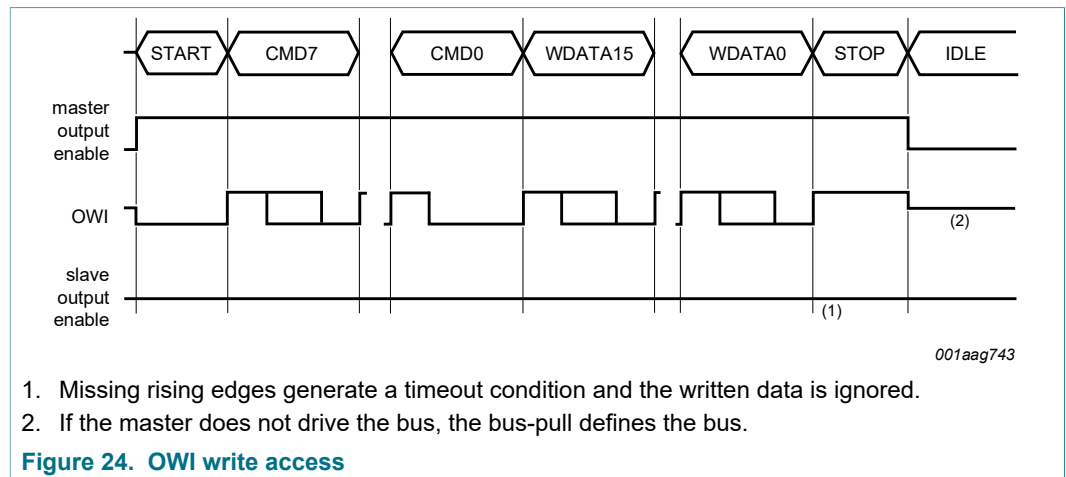 START CMD7 CMD0 WDATA15 WDATA0 STOP IDLE
master
output
enable
OWI
(2)
slave
output
enable
(1)
001aag743
1. Missing rising edges generate a timeout condition and the written data is ignored.
2. If the master does not drive the bus, the bus-pull defines the bus.
Figure 24. OWI write access